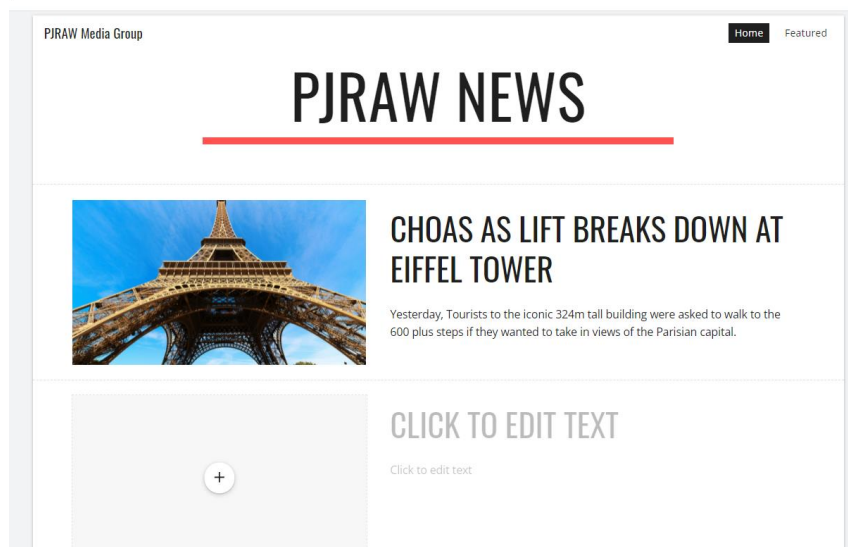 PJRAW Media Group
Home
Featured
PJRAW NEWS
CHOAS AS LIFT BREAKS DOWN AT
EIFFEL TOWER
Yesterday, Tourists to the iconic 324m tall building were asked to walk to the
600 plus steps if they wanted to take in views of the Parisian capital.
CLICK TO EDIT TEXT
Click to edit text